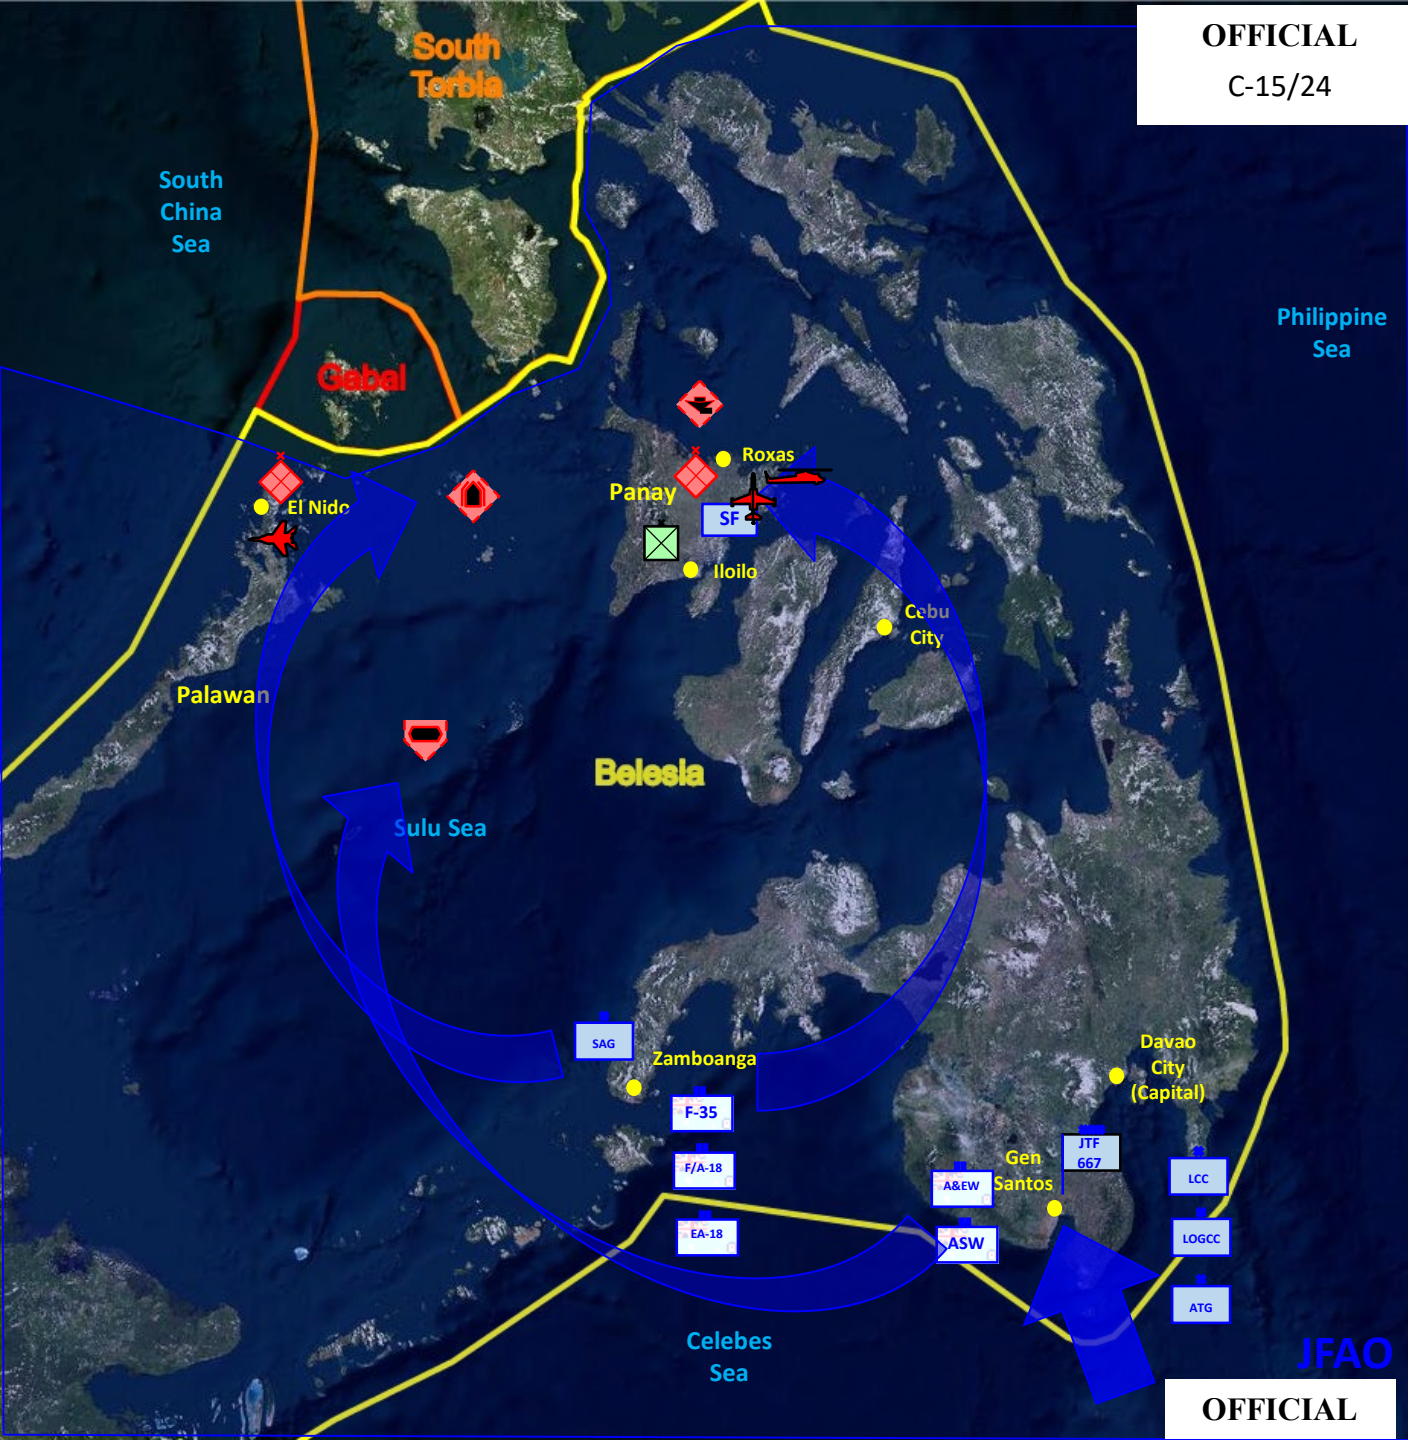 OFFICIAL
C-15/24
South
Torbia
South
China
Sea
Philippine
Sea
Gabal
Roxas
El Nido
Panay
SF
Iloilo
Cebu
City
Palawan
Belesia
Sulu Sea
SAG
Zamboanga
Davao
City
(Capital)
F-35
JTF
667
Gen
Santos
F/A-18
A&EW
LCC
EA-18
ASW
LOGCC
ATG
Celebes
Sea
JFAO
OFFICIAL